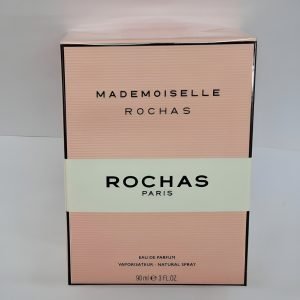 MADEMOISELLE
ROCHAS
ROCHAS
PARIS
EAU DE PARFUM
VAPORISATEUR - NATURAL SPRAY
90 ml ℮ 3 FL.OZ.